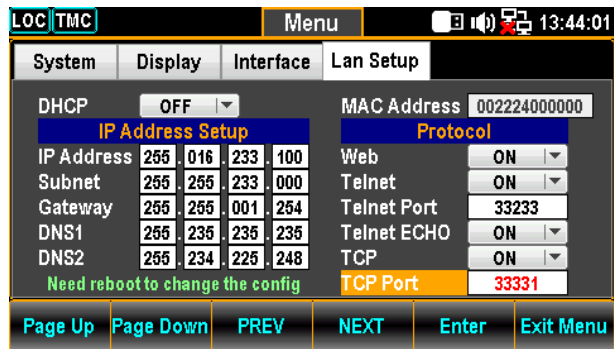 LOC TMC Menu 13:44:01
System Display Interface Lan Setup
DHCP OFF MAC Address 002224000000
IP Address Setup Protocol
IP Address 255 . 016 . 233 . 100 Web ON
Subnet 255 . 255 . 233 . 000 Telnet ON
Gateway 255 . 255 . 001 . 254 Telnet Port 33233
DNS1 255 . 235 . 235 . 235 Telnet ECHO ON
DNS2 255 . 234 . 225 . 248 TCP ON
Need reboot to change the config TCP Port 33331
Page Up Page Down PREV NEXT Enter Exit Menu